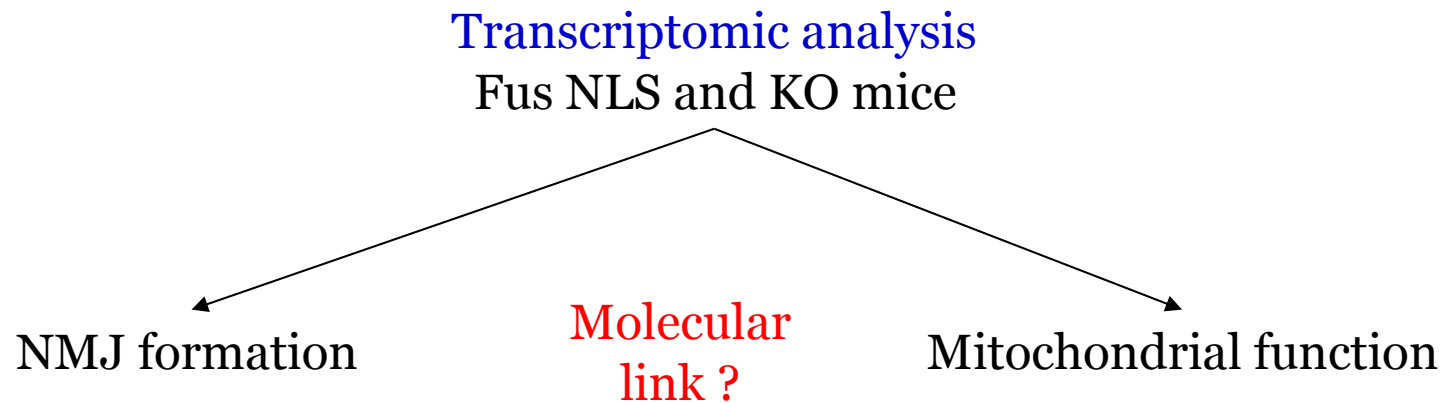 Transcriptomic analysis
Fus NLS and KO mice
NMJ formation
Molecular
link ?
Mitochondrial function